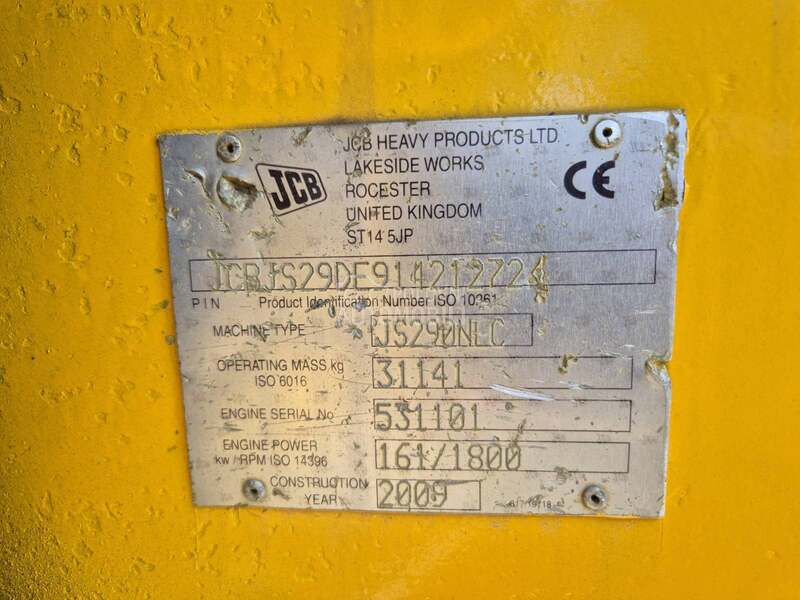 JCB HEAVY PRODUCTS LTD.
LAKESIDE WORKS
ROCESTER
UNITED KINGDOM
ST14 5JP
JCB
CE
JCBJS29DE91421272
PIN Product Identification Number ISO 10261
MACHINE TYPE JS290NLC
OPERATING MASS kg
ISO 6016
31141
ENGINE SERIAL No 531101
ENGINE POWER
kw / RPM ISO 14396
161/1800
CONSTRUCTION
YEAR
2009